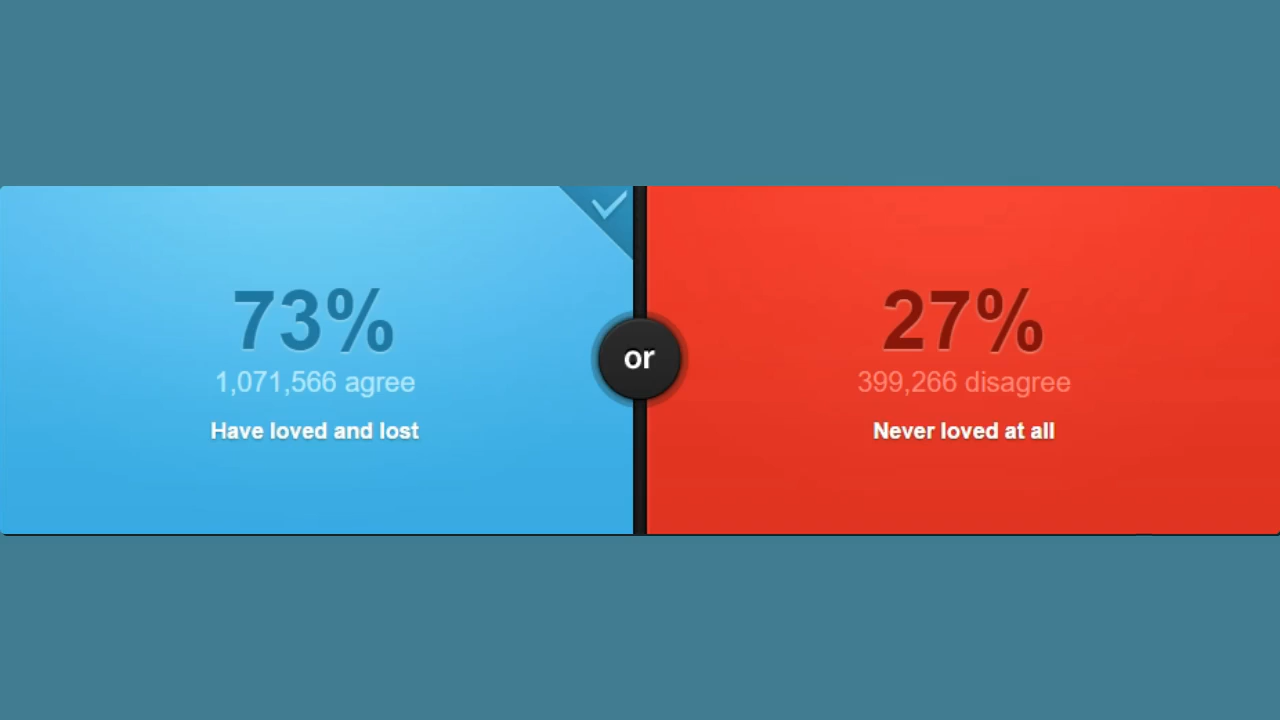 73%
1,071,566 agree
Have loved and lost
or
27%
399,266 disagree
Never loved at all